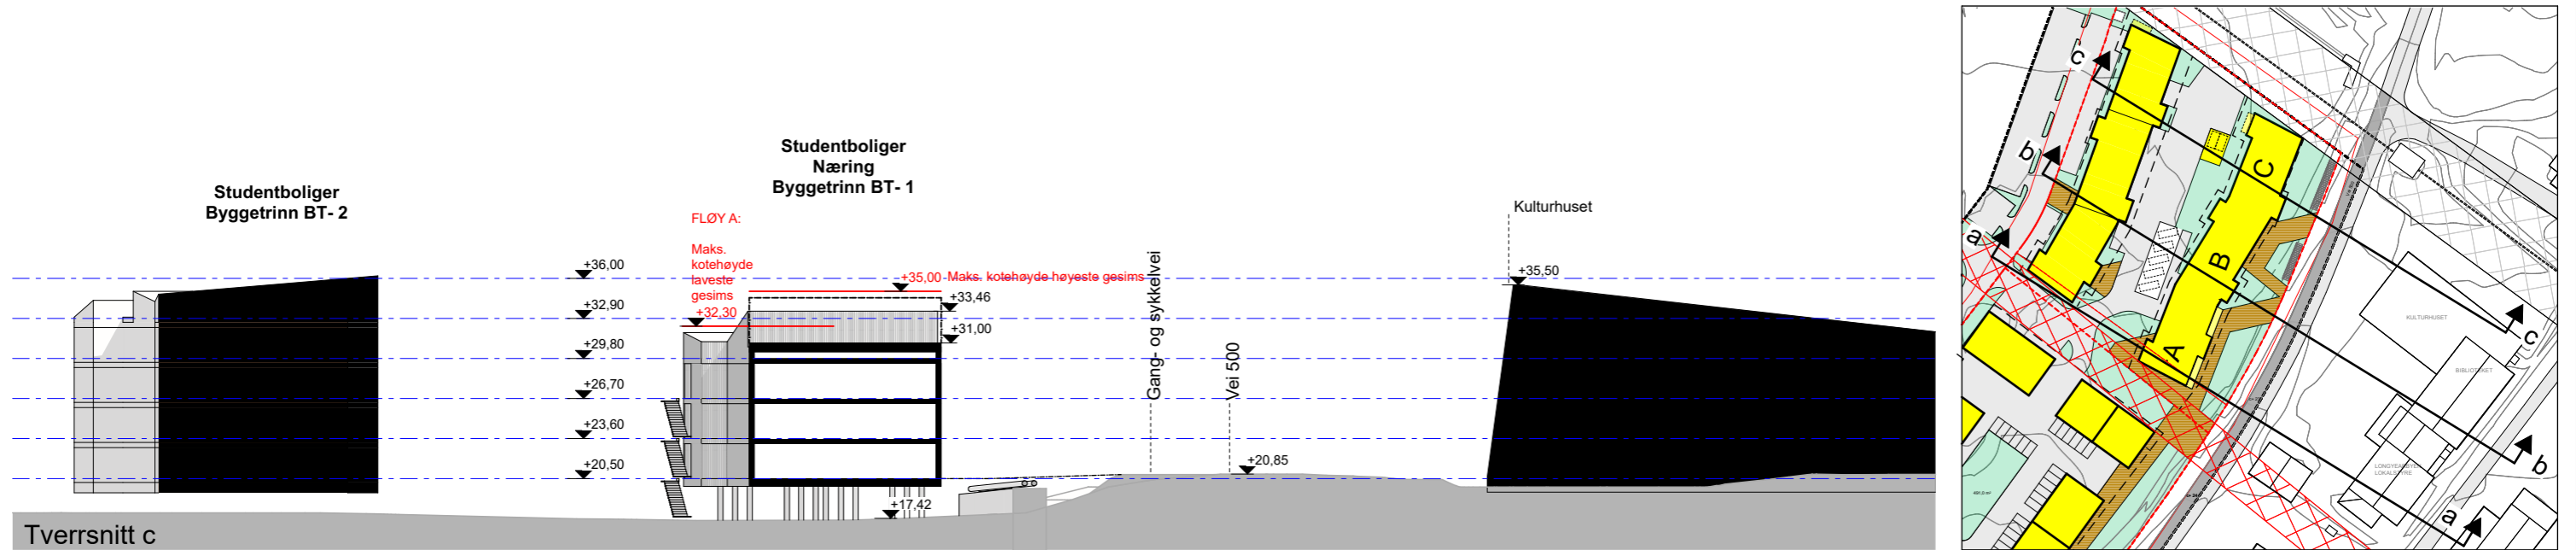 Studentboliger
Byggetrinn BT- 2
Studentboliger
Næring
Byggetrinn BT- 1
FLØY A:
Maks.
kotehøyde
laveste
gesims
+32,30
+35,00 Maks. kotehøyde høyeste gesims
+33,46
+31,00
+36,00
+32,90
+29,80
+26,70
+23,60
+20,50
+17,42
Gang- og sykkelvei
Vei 500
+20,85
Kulturhuset
+35,50
Tverrsnitt c
c
b
a
C
B
A
KULTURHUSET
BIBLIOTEKET
LONGYEARBYEN
LOKALSTYRE
c
b
a